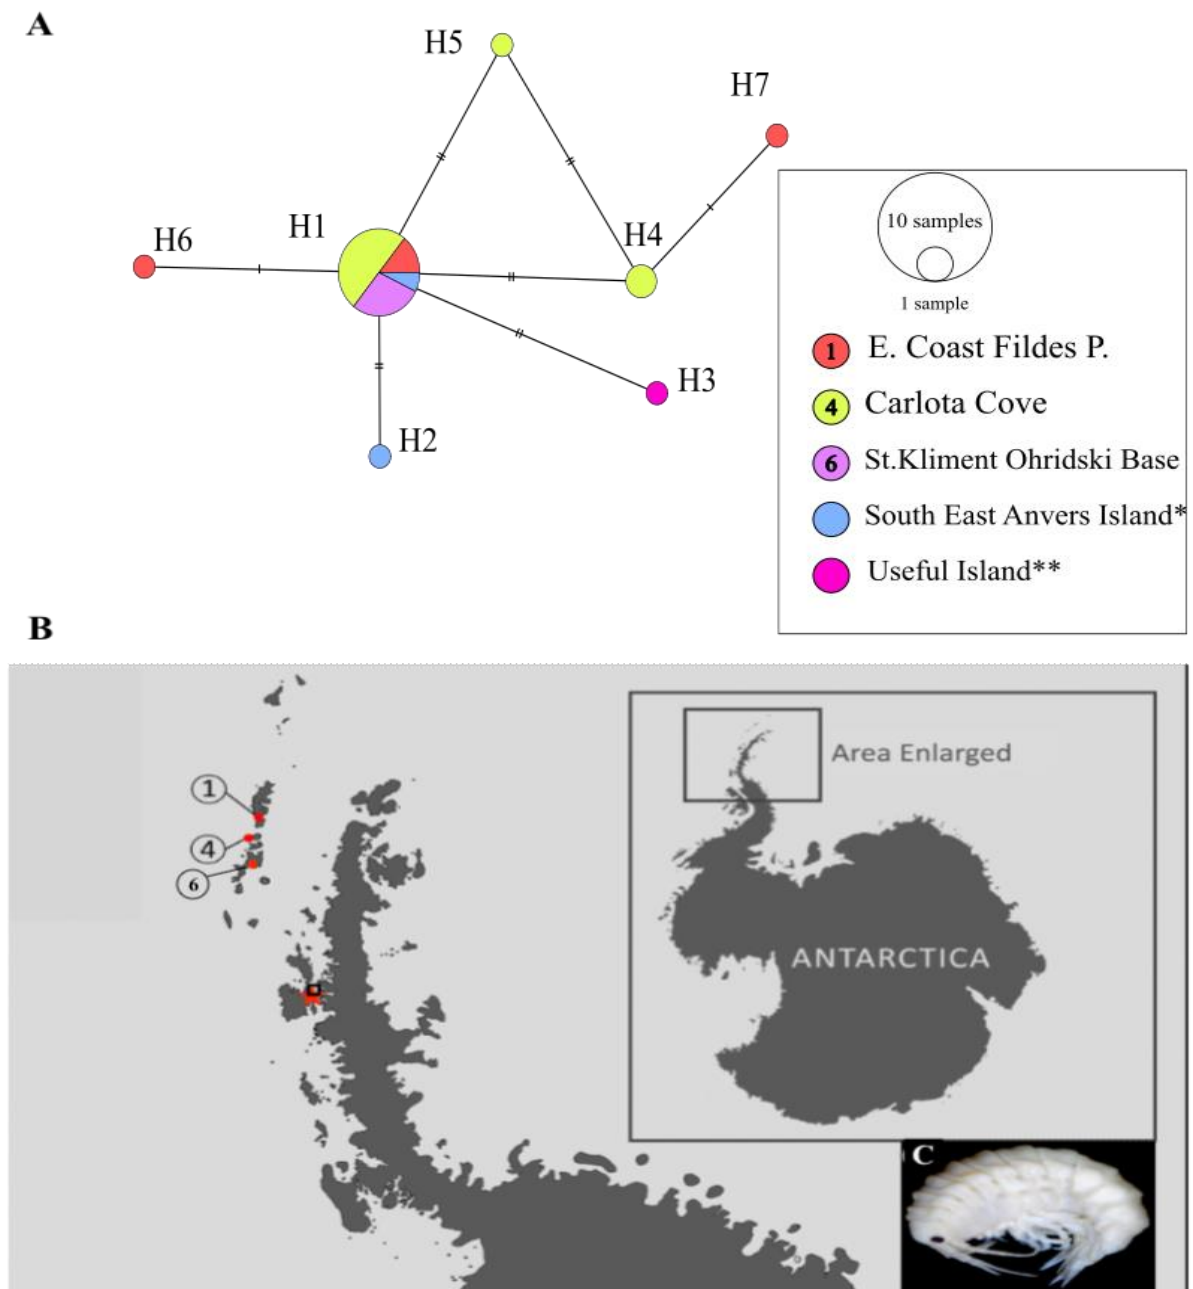 A
H5
H7
H1
H6
H4
H3
H2
10 samples
1 sample
1 E. Coast Fildes P.
4 Carlota Cove
6 St.Kliment Ohridski Base
South East Anvers Island*
Useful Island**
B
1
4
6
Area Enlarged
ANTARCTICA
C